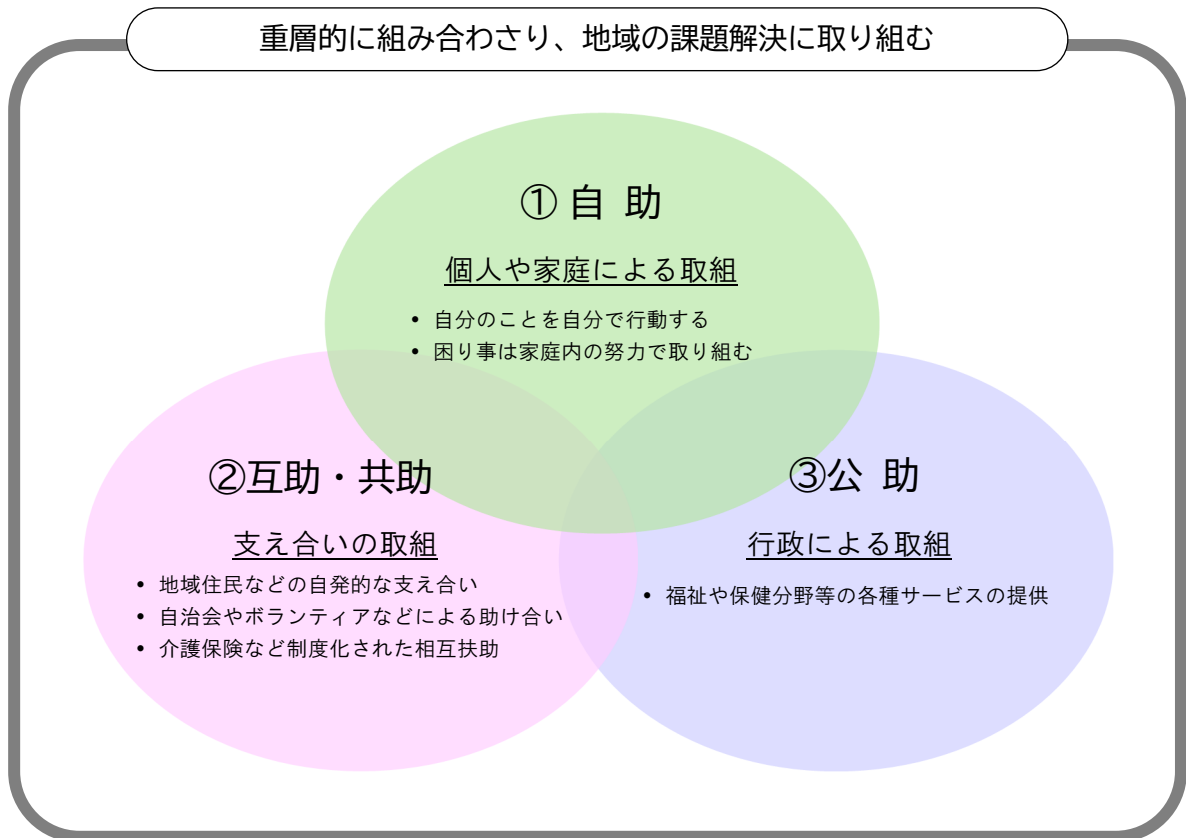 重層的に組み合わさり、地域の課題解決に取り組む
① 自 助
個人や家庭による取組
• 自分のことを自分で行動する
• 困り事は家庭内の努力で取り組む
②互助・共助
支え合いの取組
• 地域住民などの自発的な支え合い
• 自治会やボランティアなどによる助け合い
• 介護保険など制度化された相互扶助
③公 助
行政による取組
• 福祉や保健分野等の各種サービスの提供